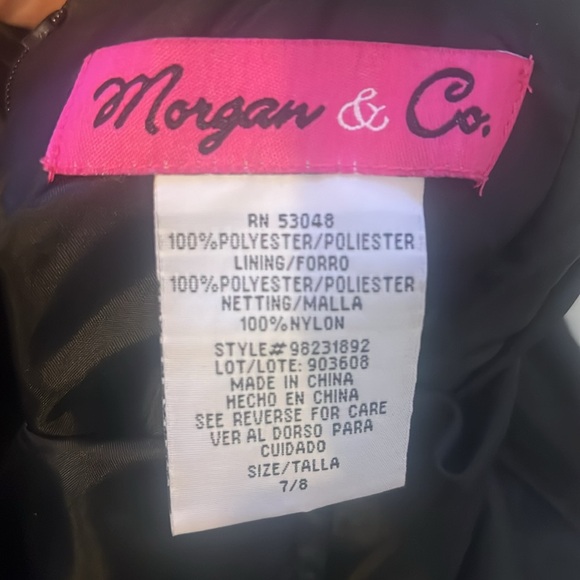 Morgan & Co.
RN 53048
100%POLYESTER/POLIESTER
LINING/FORRO
100%POLYESTER/POLIESTER
NETTING/MALLA
100%NYLON
STYLE# 98231892
LOT/LOTE: 903608
MADE IN CHINA
HECHO EN CHINA
SEE REVERSE FOR CARE
VER AL DORSO PARA
CUIDADO
SIZE/TALLA
7/8